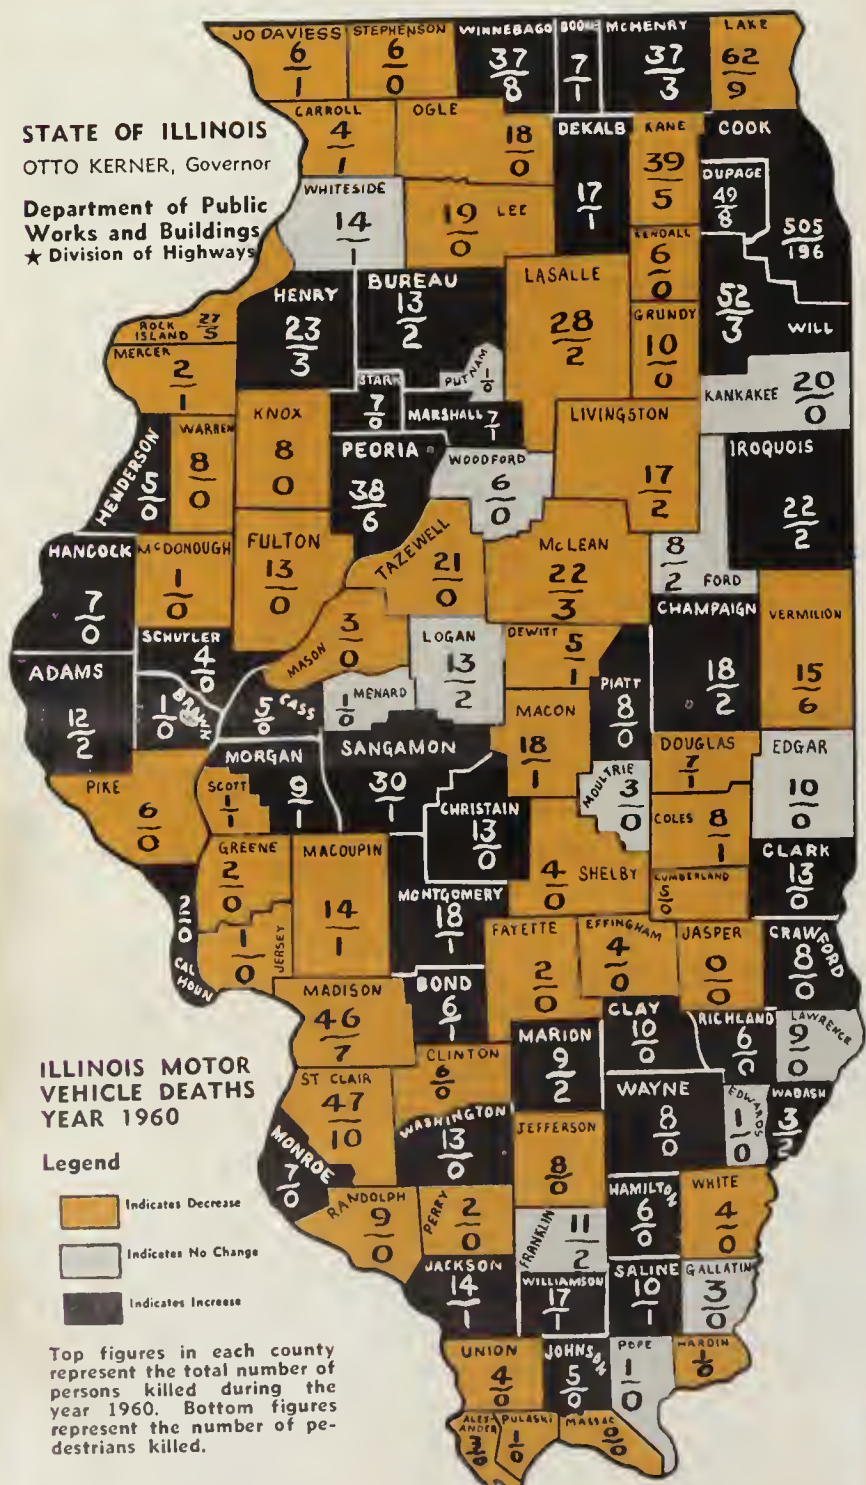 JO DAVIESS
6
1
STEPHENSON
6
0
WINNEBAGO
37
8
BOONE
7
1
MCHENRY
37
3
LAKE
62
9
STATE OF ILLINOIS
OTTO KERNER, Governor
Department of Public
Works and Buildings
★ Division of Highways
CARROLL
4
1
OGLE
18
0
DEKALB
17
1
KANE
39
5
COOK
505
196
DUPAGE
49
8
WHITESIDE
14
1
19
0
LEE
KENDALL
6
0
ROCK
ISLAND
27
5
HENRY
23
3
BUREAU
13
2
LASALLE
28
2
GRUNDY
10
0
52
3
WILL
MERCER
2
1
STARK
7
0
PUTNAM
1
0
MARSHALL
7
1
KANKAKEE
20
0
HENDERSON
5
0
WARREN
8
0
KNOX
8
0
PEORIA
38
6
WOODFORD
6
0
LIVINGSTON
17
2
IROQUOIS
22
2
HANCOCK
7
0
McDONOUGH
1
0
FULTON
13
0
TAZEWELL
21
0
McLEAN
22
3
8
2
FORD
SCHUYLER
4
0
MASON
3
0
LOGAN
13
2
DEWITT
5
1
CHAMPAIGN
18
2
VERMILION
15
6
ADAMS
12
2
1
0
BROWN
5
0
CASS
1
0
MENARD
MACON
18
1
PIATT
8
0
PIKE
6
0
SCOTT
1
1
MORGAN
9
1
SANGAMON
30
1
CHRISTAIN
13
0
MOULTRIE
3
0
DOUGLAS
7
1
EDGAR
10
0
COLES
8
1
GREENE
2
0
MACOUPIN
14
1
MONTGOMERY
18
1
4
0
SHELBY
CUMBERLAND
5
0
CLARK
13
0
2
0
CAL
HOUN
1
0
JERSEY
FAYETTE
2
0
EFFINGHAM
4
0
JASPER
0
0
CRAWFORD
8
0
MADISON
46
7
BOND
6
1
MARION
9
2
CLAY
10
0
RICHLAND
6
0
LAWRENCE
9
0
ILLINOIS MOTOR
VEHICLE DEATHS
YEAR 1960
ST CLAIR
47
10
CLINTON
6
0
WAYNE
8
0
EDWARDS
1
0
WABASH
3
2
MONROE
7
0
WASHINGTON
13
0
JEFFERSON
8
0
Legend
Indicates Decrease
Indicates No Change
Indicates Increase
RANDOLPH
9
0
PERRY
2
0
FRANKLIN
11
2
HAMILTON
6
0
WHITE
4
0
JACKSON
14
1
WILLIAMSON
17
1
SALINE
10
1
GALLATIN
3
0
Top figures in each county
represent the total number of
persons killed during the
year 1960. Bottom figures
represent the number of pe-
destrians killed.
UNION
4
0
JOHNSON
5
0
POPE
1
0
HARDIN
1
0
ALEX-
ANDER
PULASKI
1
0
MASSAC
0
0